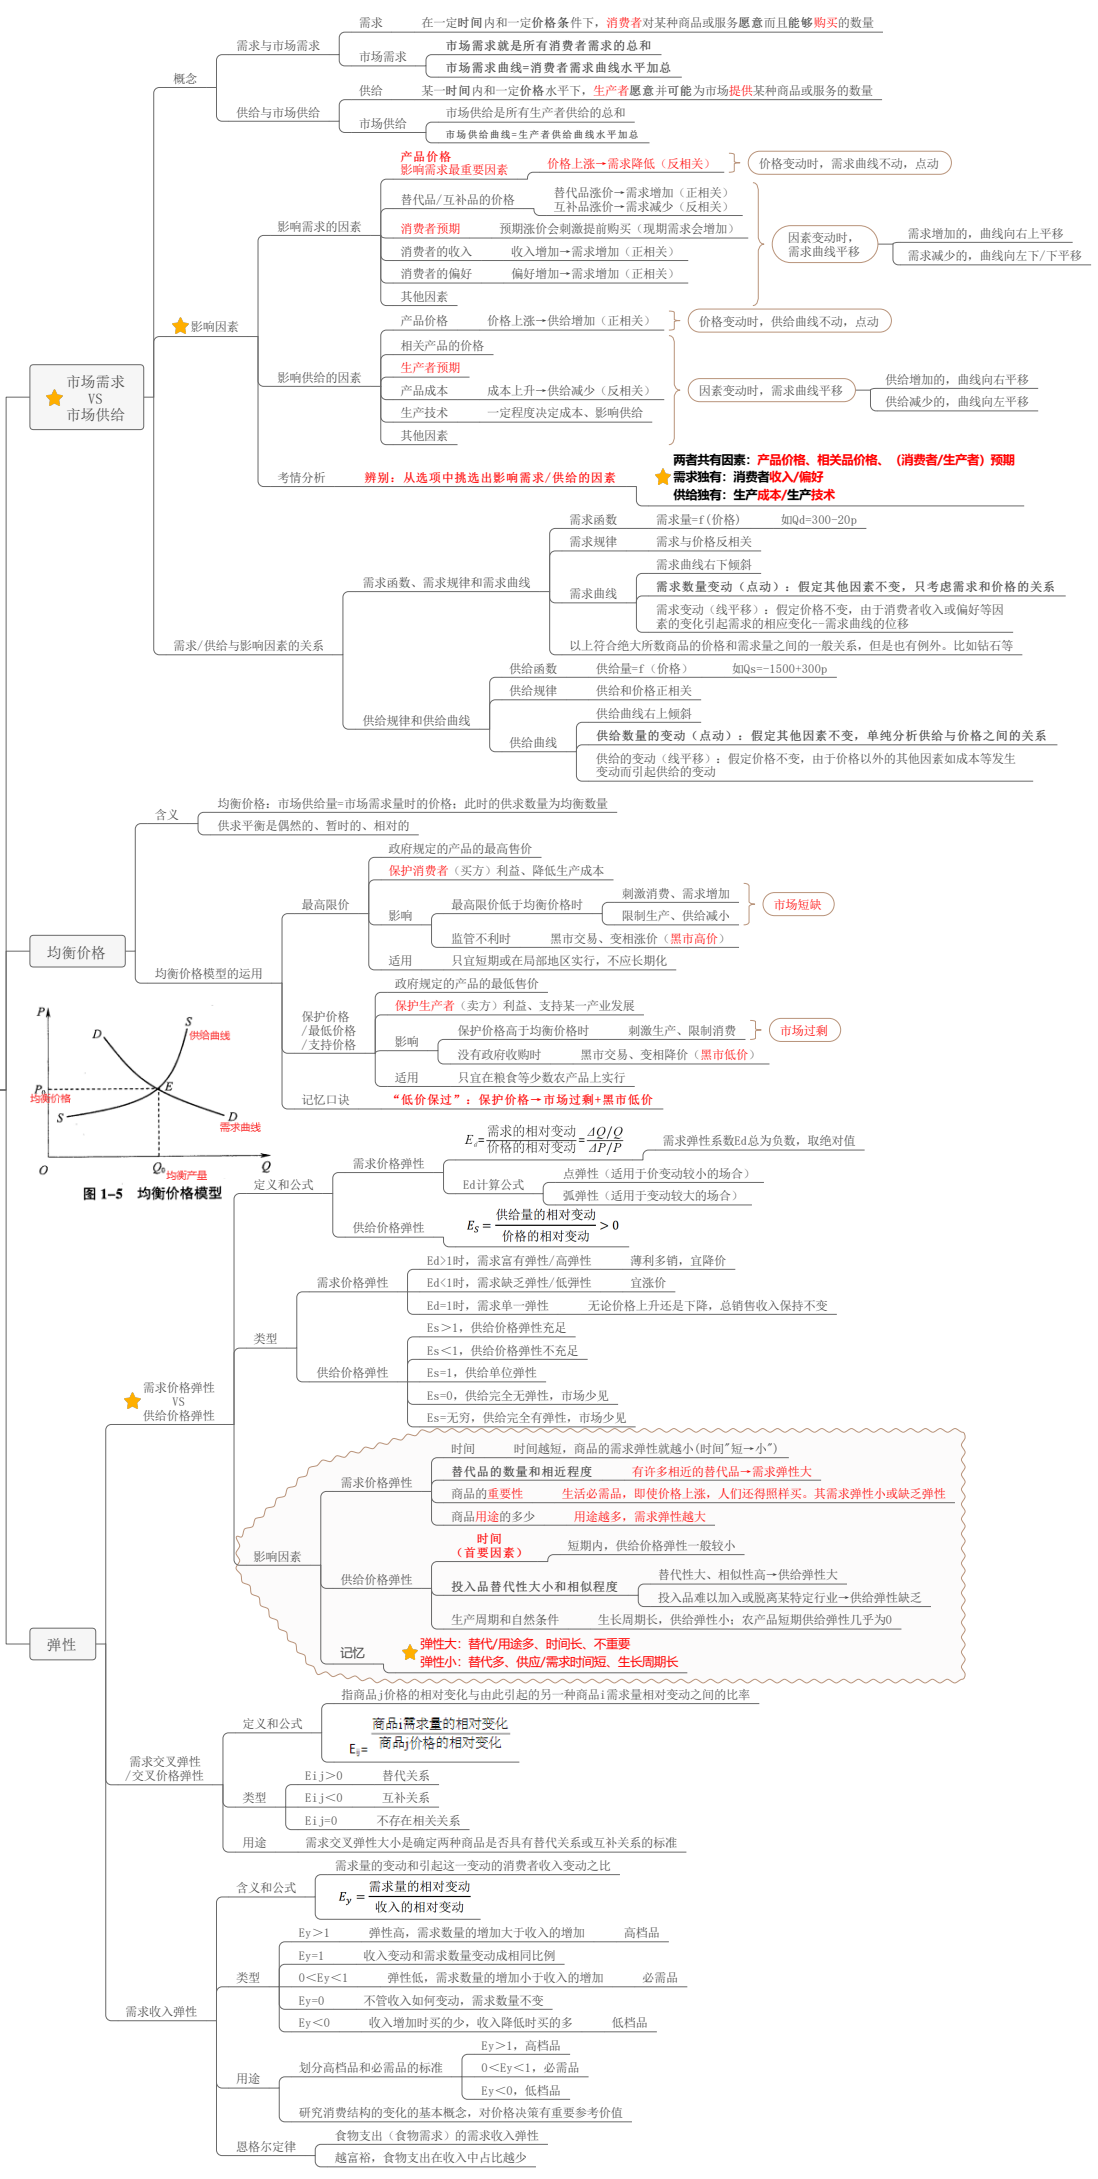 需求 在一定时间内和一定价格条件下，消费者对某种商品或服务愿意而且能够购买的数量
需求与市场需求
市场需求就是所有消费者需求的总和
市场需求
市场需求曲线=消费者需求曲线水平加总
概念
供给 某一时间内和一定价格水平下，生产者愿意并可能为市场提供某种商品或服务的数量
供给与市场供给
市场供给是所有生产者供给的总和
市场供给
市场供给曲线=生产者供给曲线水平加总
产品价格
影响需求最重要因素
价格上涨→需求降低（反相关）
价格变动时，需求曲线不动，点动
替代品/互补品的价格
替代品涨价→需求增加（正相关）
互补品涨价→需求减少（反相关）
影响需求的因素
消费者预期 预期涨价会刺激提前购买（现期需求会增加）
因素变动时，
需求曲线平移
需求增加的，曲线向右上平移
需求减少的，曲线向左下/下平移
消费者的收入 收入增加→需求增加（正相关）
消费者的偏好 偏好增加→需求增加（正相关）
其他因素
影响因素
产品价格 价格上涨→供给增加（正相关）
价格变动时，供给曲线不动，点动
相关产品的价格
影响供给的因素
生产者预期
产品成本 成本上升→供给减少（反相关）
因素变动时，需求曲线平移
供给增加的，曲线向右平移
供给减少的，曲线向左平移
生产技术 一定程度决定成本、影响供给
其他因素
市场需求
VS
市场供给
考情分析 辨别：从选项中挑选出影响需求/供给的因素
两者共有因素：产品价格、相关品价格、（消费者/生产者）预期
需求独有：消费者收入/偏好
供给独有：生产成本/生产技术
需求函数 需求量=f(价格) 如Qd=300-20p
需求规律 需求与价格反相关
需求函数、需求规律和需求曲线
需求曲线右下倾斜
需求曲线
需求数量变动（点动）：假定其他因素不变，只考虑需求和价格的关系
需求变动（线平移）：假定价格不变，由于消费者收入或偏好等因
素的变化引起需求的相应变化--需求曲线的位移
以上符合绝大所数商品的价格和需求量之间的一般关系，但是也有例外。比如钻石等
需求/供给与影响因素的关系
供给函数 供给量=f（价格） 如Qs=-1500+300p
供给规律 供给和价格正相关
供给规律和供给曲线
供给曲线右上倾斜
供给曲线
供给数量的变动（点动）：假定其他因素不变，单纯分析供给与价格之间的关系
供给的变动（线平移）：假定价格不变，由于价格以外的其他因素如成本等发生
变动而引起供给的变动
含义
均衡价格：市场供给量=市场需求量时的价格；此时的供求数量为均衡数量
供求平衡是偶然的、暂时的、相对的
均衡价格
政府规定的产品的最高售价
保护消费者（买方）利益、降低生产成本
最高限价
影响
最高限价低于均衡价格时
刺激消费、需求增加
限制生产、供给减小
市场短缺
监管不利时 黑市交易、变相涨价（黑市高价）
适用 只宜短期或在局部地区实行，不应长期化
均衡价格模型的运用
政府规定的产品的最低售价
保护生产者（卖方）利益、支持某一产业发展
保护价格
/最低价格
/支持价格
影响
保护价格高于均衡价格时 刺激生产、限制消费
市场过剩
没有政府收购时 黑市交易、变相降价（黑市低价）
适用 只宜在粮食等少数农产品上实行
记忆口诀 “低价保过”：保护价格→市场过剩+黑市低价
P
D
S
供给曲线
P₀
均衡价格
E
S
D
需求曲线
O
Q₀
均衡产量
Q
图 1-5 均衡价格模型
E d=需求的相对变动/价格的相对变动=ΔQ/Q/ΔP/P
需求弹性系数Ed总为负数，取绝对值
需求价格弹性
Ed计算公式
点弹性（适用于价变动较小的场合）
弧弹性（适用于变动较大的场合）
定义和公式
供给价格弹性
E_S=供给量的相对变动/价格的相对变动>0
需求价格弹性
Ed>1时，需求富有弹性/高弹性 薄利多销，宜降价
Ed<1时，需求缺乏弹性/低弹性 宜涨价
Ed=1时，需求单一弹性 无论价格上升还是下降，总销售收入保持不变
类型
供给价格弹性
Es＞1，供给价格弹性充足
Es＜1，供给价格弹性不充足
Es=1，供给单位弹性
Es=0，供给完全无弹性，市场少见
Es=无穷，供给完全有弹性，市场少见
需求价格弹性
VS
供给价格弹性
时间 时间越短，商品的需求弹性就越小(时间"短→小")
需求价格弹性
替代品的数量和相近程度 有许多相近的替代品→需求弹性大
商品的重要性 生活必需品，即使价格上涨，人们还得照样买。其需求弹性小或缺乏弹性
商品用途的多少 用途越多，需求弹性越大
影响因素
时间
（首要因素）
短期内，供给价格弹性一般较小
供给价格弹性
投入品替代性大小和相似程度
替代性大、相似性高→供给弹性大
投入品难以加入或脱离某特定行业→供给弹性缺乏
生产周期和自然条件 生长周期长，供给弹性小；农产品短期供给弹性几乎为0
记忆
弹性大：替代/用途多、时间长、不重要
弹性小：替代多、供应/需求时间短、生长周期长
弹性
指商品j价格的相对变化与由此引起的另一种商品i需求量相对变动之间的比率
定义和公式
Eij=商品i需求量的相对变化/商品j价格的相对变化
需求交叉弹性
/交叉价格弹性
Eij＞0 替代关系
类型
Eij＜0 互补关系
Eij=0 不存在相关关系
用途 需求交叉弹性大小是确定两种商品是否具有替代关系或互补关系的标准
需求量的变动和引起这一变动的消费者收入变动之比
含义和公式
E_y=需求量的相对变动/收入的相对变动
Ey＞1 弹性高，需求数量的增加大于收入的增加 高档品
Ey=1 收入变动和需求数量变动成相同比例
类型
0＜Ey＜1 弹性低，需求数量的增加小于收入的增加 必需品
Ey=0 不管收入如何变动，需求数量不变
Ey＜0 收入增加时买的少，收入降低时买的多 低档品
需求收入弹性
划分高档品和必需品的标准
Ey＞1，高档品
0＜Ey＜1，必需品
Ey＜0，低档品
用途
研究消费结构的变化的基本概念，对价格决策有重要参考价值
恩格尔定律
食物支出（食物需求）的需求收入弹性
越富裕，食物支出在收入中占比越少